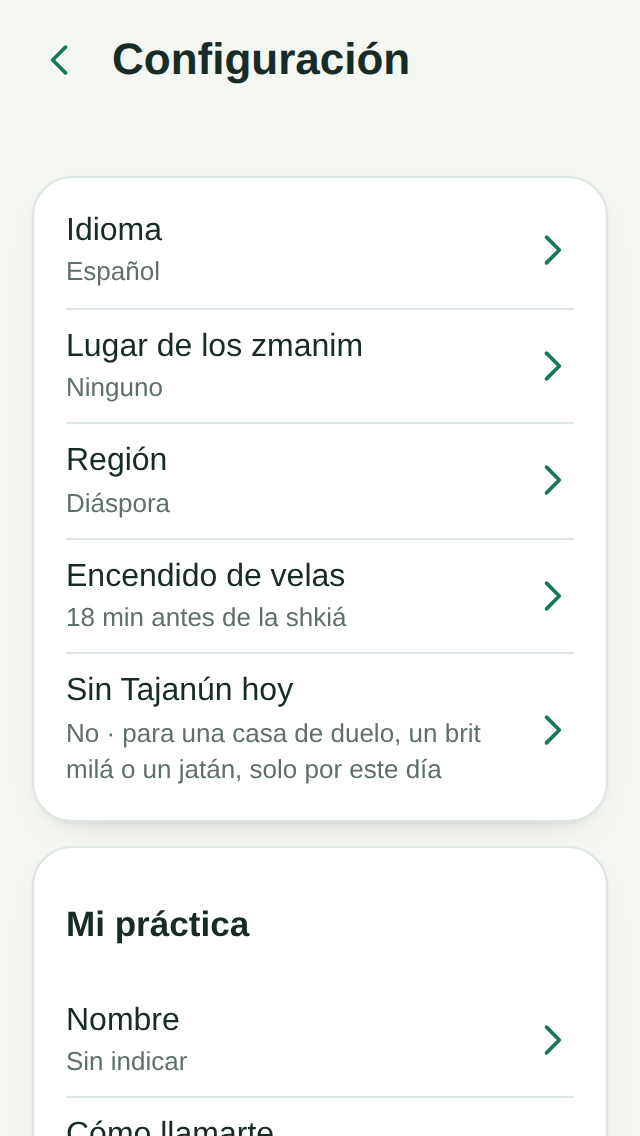 Configuración
Idioma
Español
Lugar de los zmanim
Ninguno
Región
Diáspora
Encendido de velas
18 min antes de la shkiá
Sin Tajanún hoy
No · para una casa de duelo, un brit
milá o un jatán, solo por este día
Mi práctica
Nombre
Sin indicar
Cómo llamarte